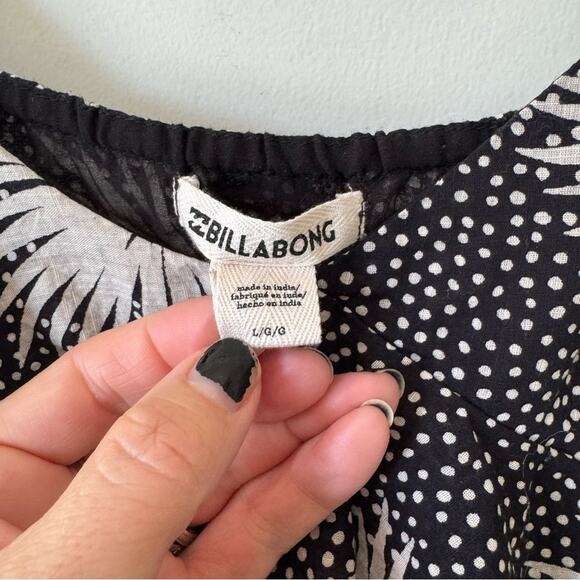 BILLABONG
made in india/
fabriqué en inde/
hecho en india
L/G/G